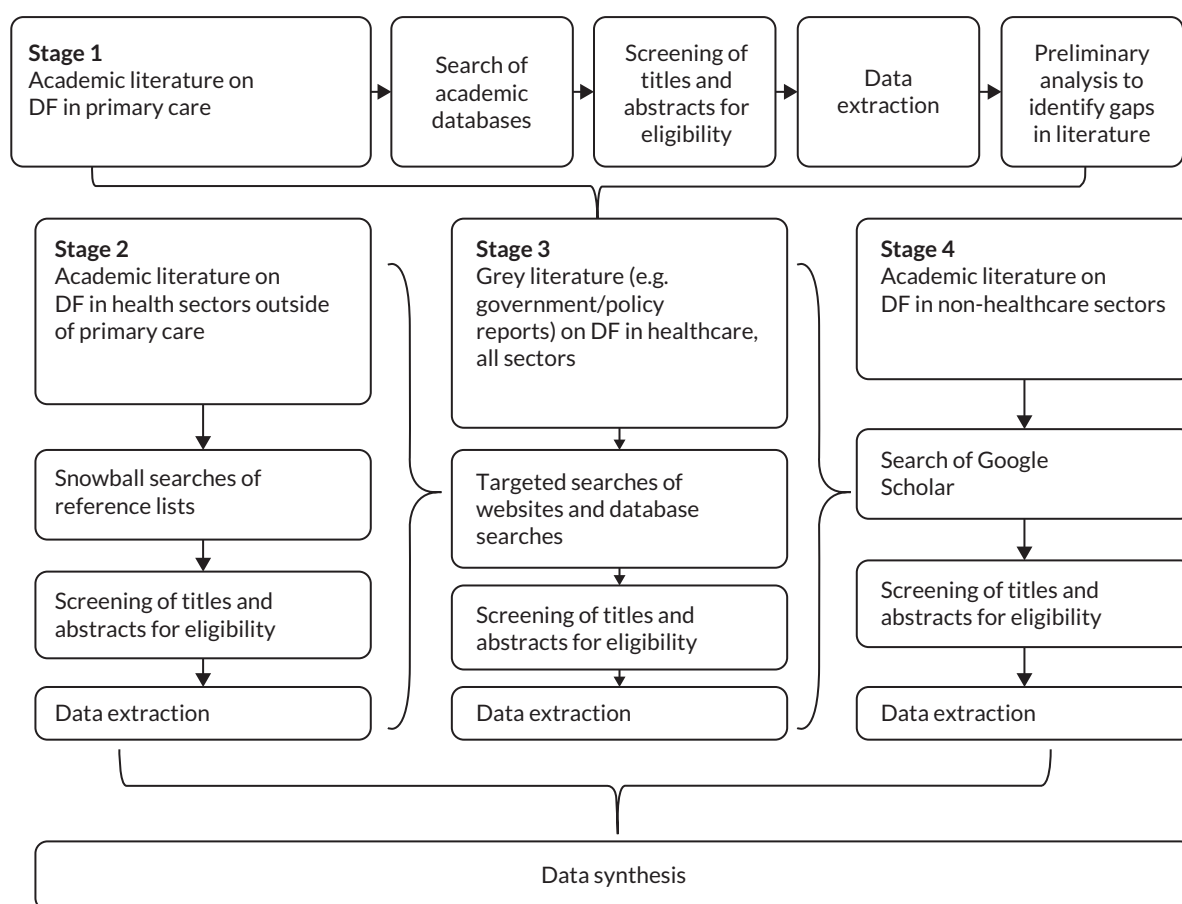 Stage 1
Academic literature on
DF in primary care
Search of
academic
databases
Screening of
titles and
abstracts for
eligibility
Data
extraction
Preliminary
analysis to
identify gaps
in literature
Stage 2
Academic literature on
DF in health sectors outside
of primary care
Snowball searches of
reference lists
Screening of titles and
abstracts for eligibility
Data extraction
Stage 3
Grey literature (e.g.
government/policy
reports) on DF in healthcare,
all sectors
Targeted searches of
websites and database
searches
Screening of titles and
abstracts for eligibility
Data extraction
Stage 4
Academic literature on
DF in non-healthcare sectors
Search of Google
Scholar
Screening of titles and
abstracts for eligibility
Data extraction
Data synthesis